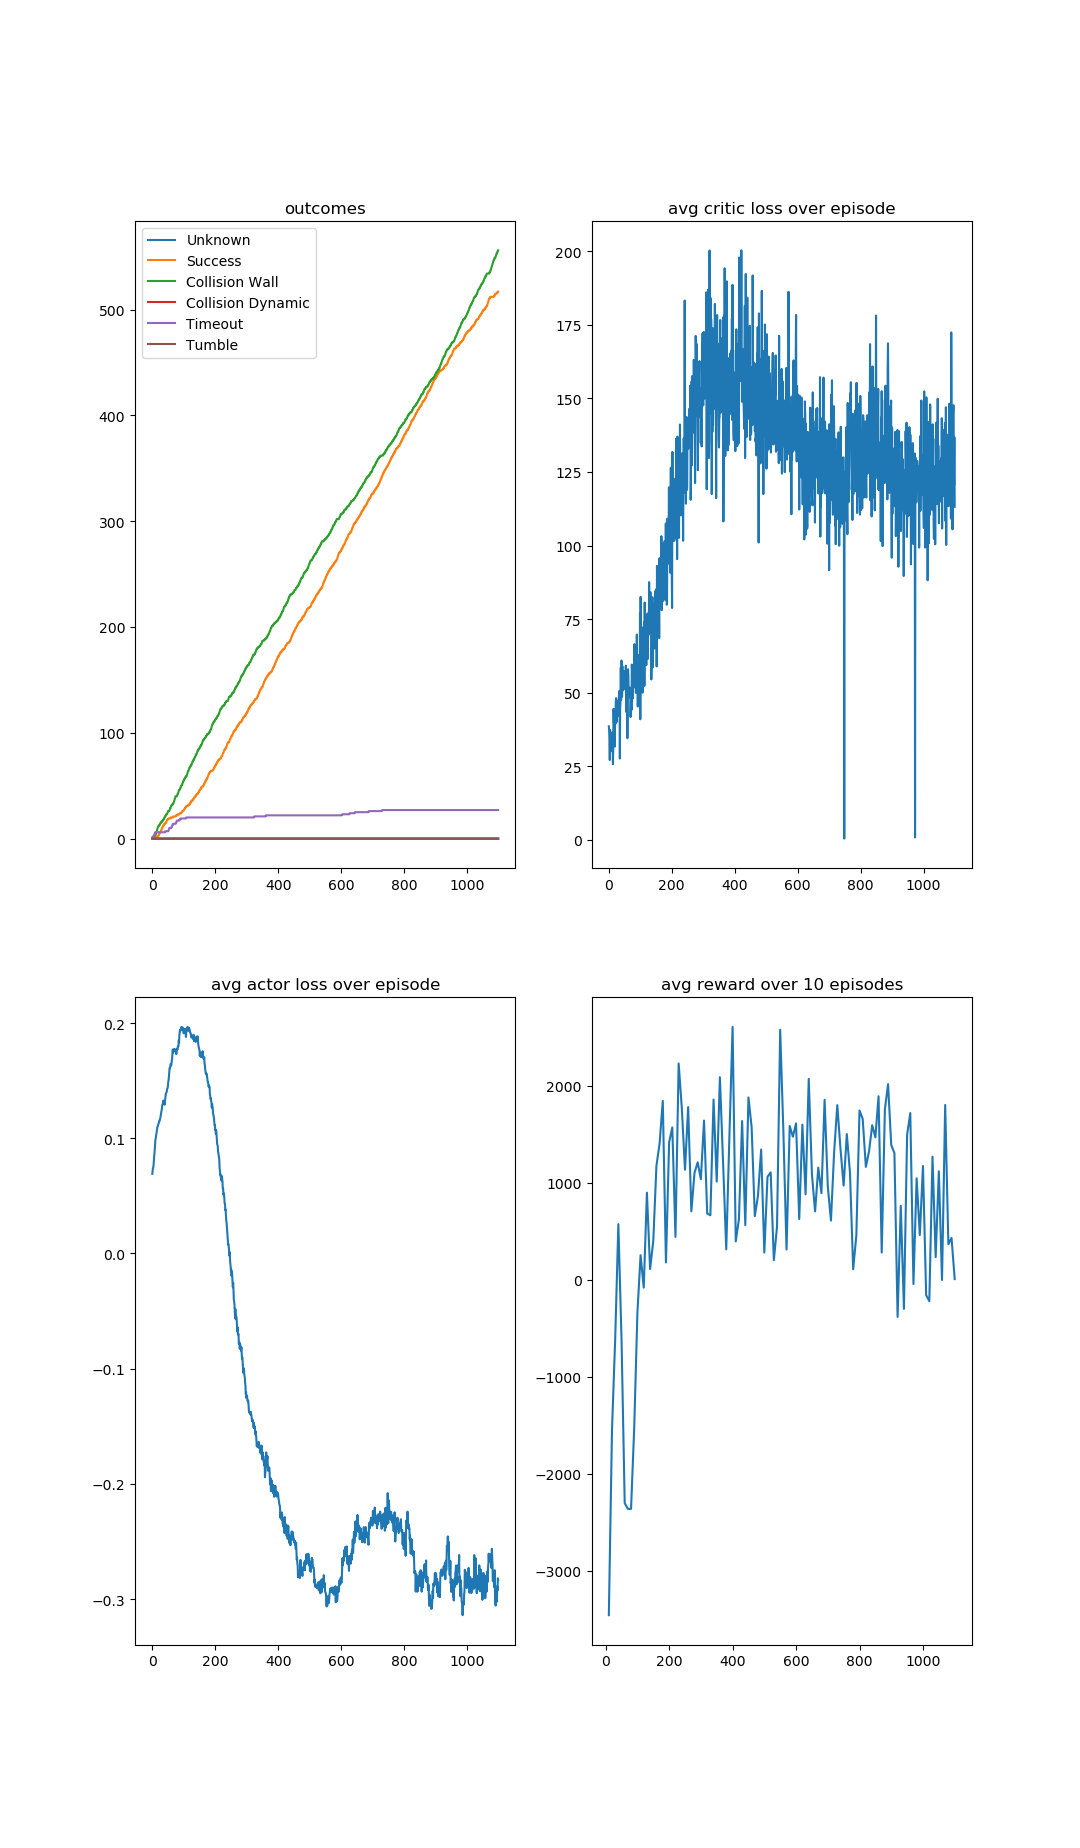 outcomes
Unknown
Success
Collision Wall
Collision Dynamic
Timeout
Tumble
500
400
300
200
100
0
0 200 400 600 800 1000
avg critic loss over episode
200
175
150
125
100
75
50
25
0
0 200 400 600 800 1000
avg actor loss over episode
0.2
0.1
0.0
−0.1
−0.2
−0.3
0 200 400 600 800 1000
avg reward over 10 episodes
2000
1000
0
−1000
−2000
−3000
0 200 400 600 800 1000